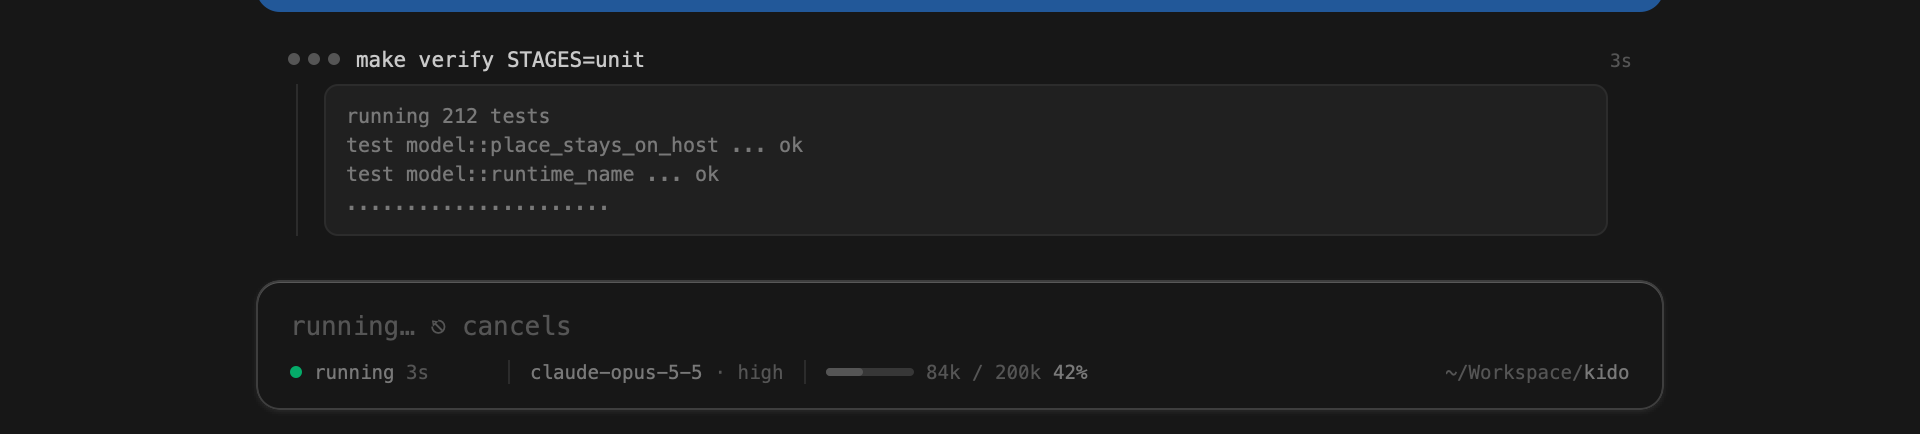 make verify STAGES=unit 3s
running 212 tests
test model::place_stays_on_host ... ok
test model::runtime_name ... ok
......................
running… ⎋ cancels
running 3s claude-opus-5-5 · high 84k / 200k 42% ~/Workspace/kido